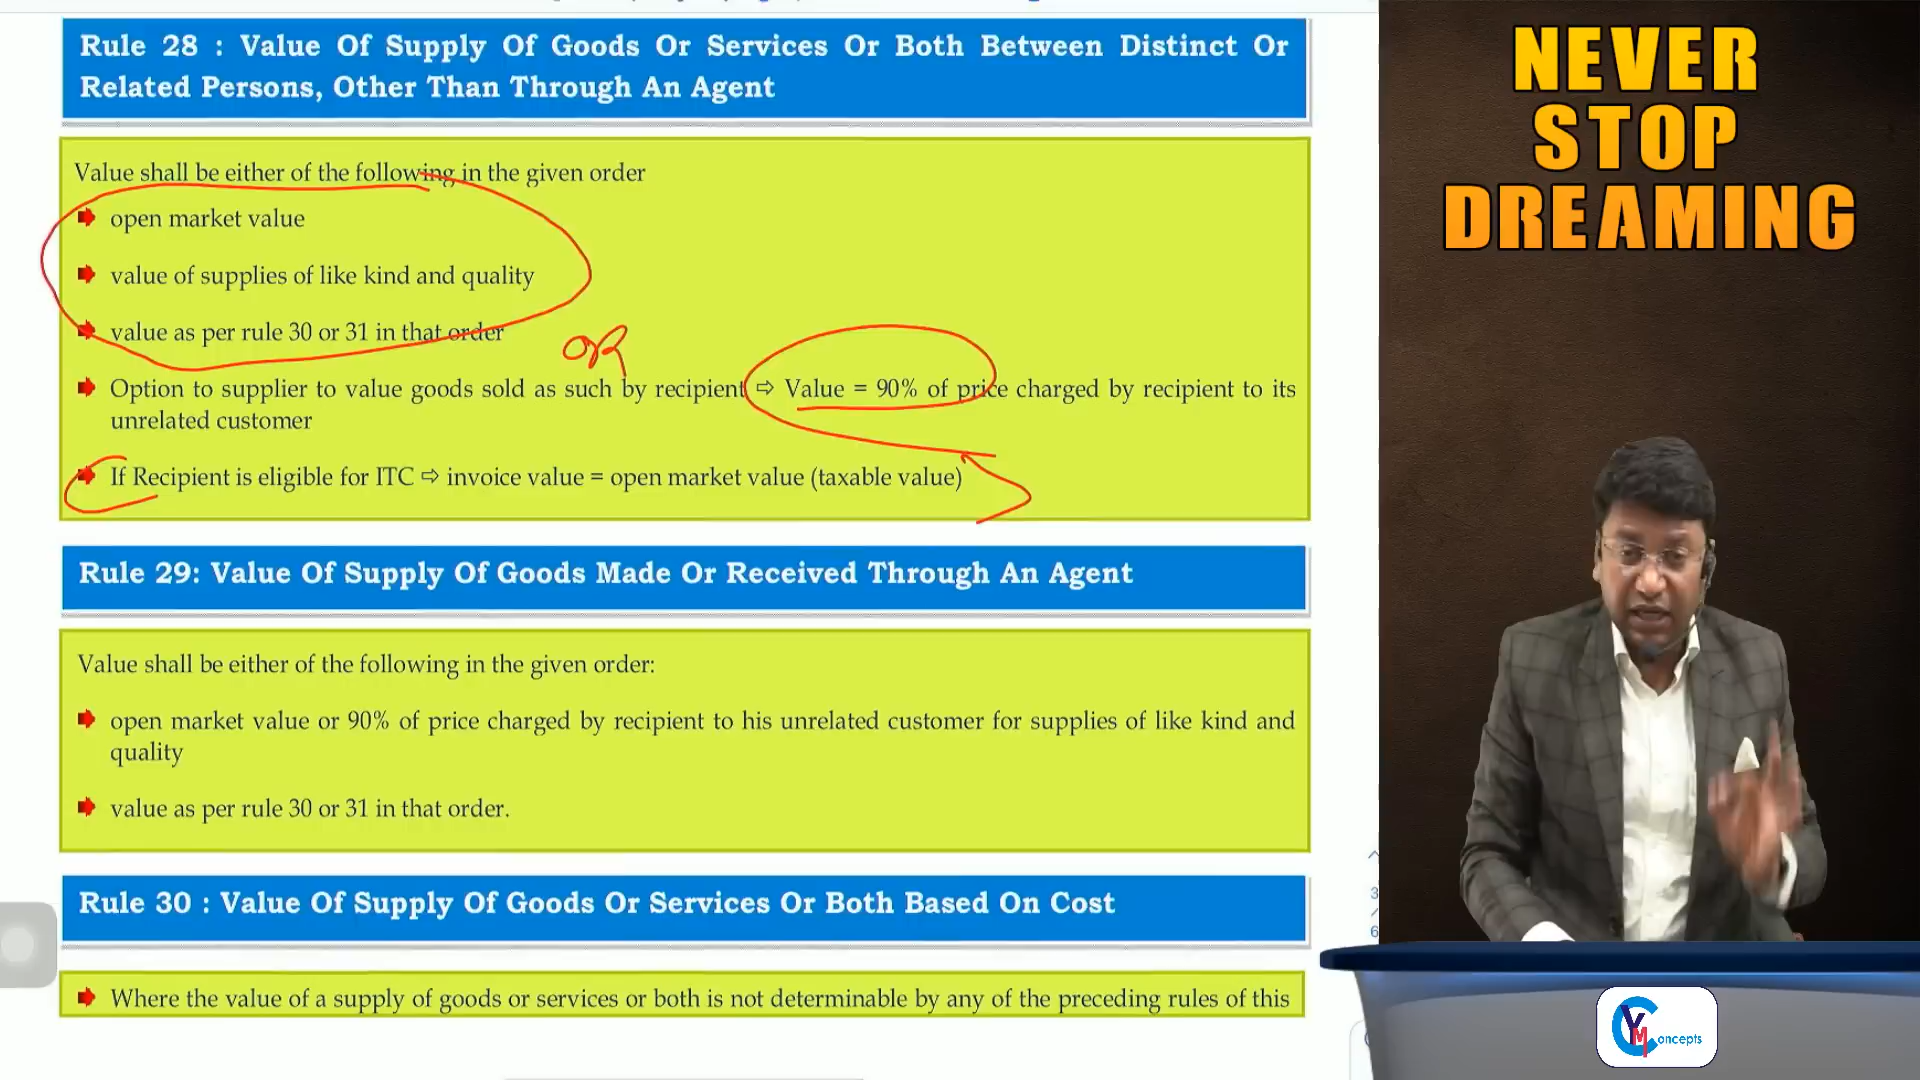 Rule 28 : Value Of Supply Of Goods Or Services Or Both Between Distinct Or
Related Persons, Other Than Through An Agent
Value shall be either of the following in the given order
open market value
value of supplies of like kind and quality
value as per rule 30 or 31 in that order
OR
Option to supplier to value goods sold as such by recipient ⇨ Value = 90% of price charged by recipient to its
unrelated customer
If Recipient is eligible for ITC ⇨ invoice value = open market value (taxable value)
Rule 29: Value Of Supply Of Goods Made Or Received Through An Agent
Value shall be either of the following in the given order:
open market value or 90% of price charged by recipient to his unrelated customer for supplies of like kind and
quality
value as per rule 30 or 31 in that order.
Rule 30 : Value Of Supply Of Goods Or Services Or Both Based On Cost
Where the value of a supply of goods or services or both is not determinable by any of the preceding rules of this
NEVER
STOP
DREAMING
3
6
VM Concepts